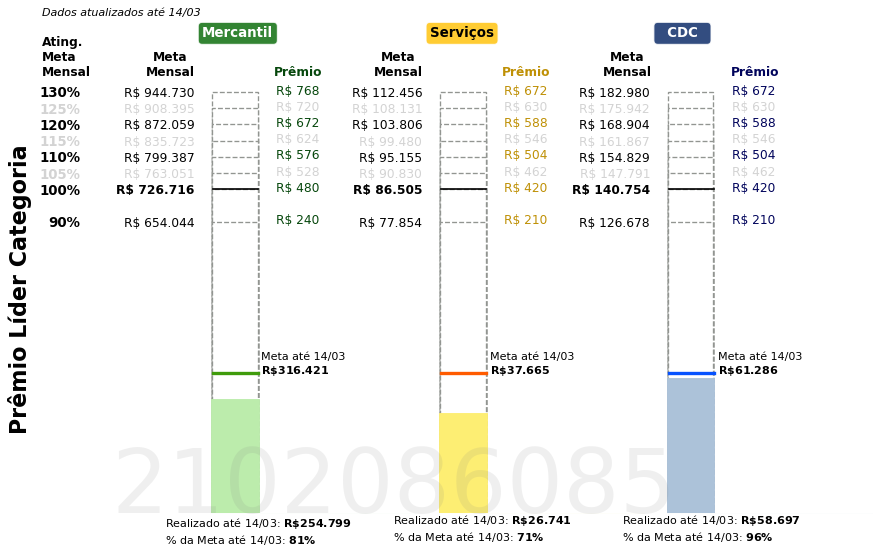 Dados atualizados até 14/03
Mercantil Serviços CDC
Ating.
Meta Meta Meta Meta
Mensal Mensal Prêmio Mensal Prêmio Mensal Prêmio
130% R$ 944.730 R$ 768 R$ 112.456 R$ 672 R$ 182.980 R$ 672
125% R$ 908.395 R$ 720 R$ 108.131 R$ 630 R$ 175.942 R$ 630
120% R$ 872.059 R$ 672 R$ 103.806 R$ 588 R$ 168.904 R$ 588
115% R$ 835.723 R$ 624 R$ 99.480 R$ 546 R$ 161.867 R$ 546
110% R$ 799.387 R$ 576 R$ 95.155 R$ 504 R$ 154.829 R$ 504
105% R$ 763.051 R$ 528 R$ 90.830 R$ 462 R$ 147.791 R$ 462
100% R$ 726.716 R$ 480 R$ 86.505 R$ 420 R$ 140.754 R$ 420
90% R$ 654.044 R$ 240 R$ 77.854 R$ 210 R$ 126.678 R$ 210
Prêmio Líder Categoria
Meta até 14/03 Meta até 14/03 Meta até 14/03
R$316.421 R$37.665 R$61.286
2102086085
Realizado até 14/03: R$254.799 Realizado até 14/03: R$26.741 Realizado até 14/03: R$58.697
% da Meta até 14/03: 81% % da Meta até 14/03: 71% % da Meta até 14/03: 96%